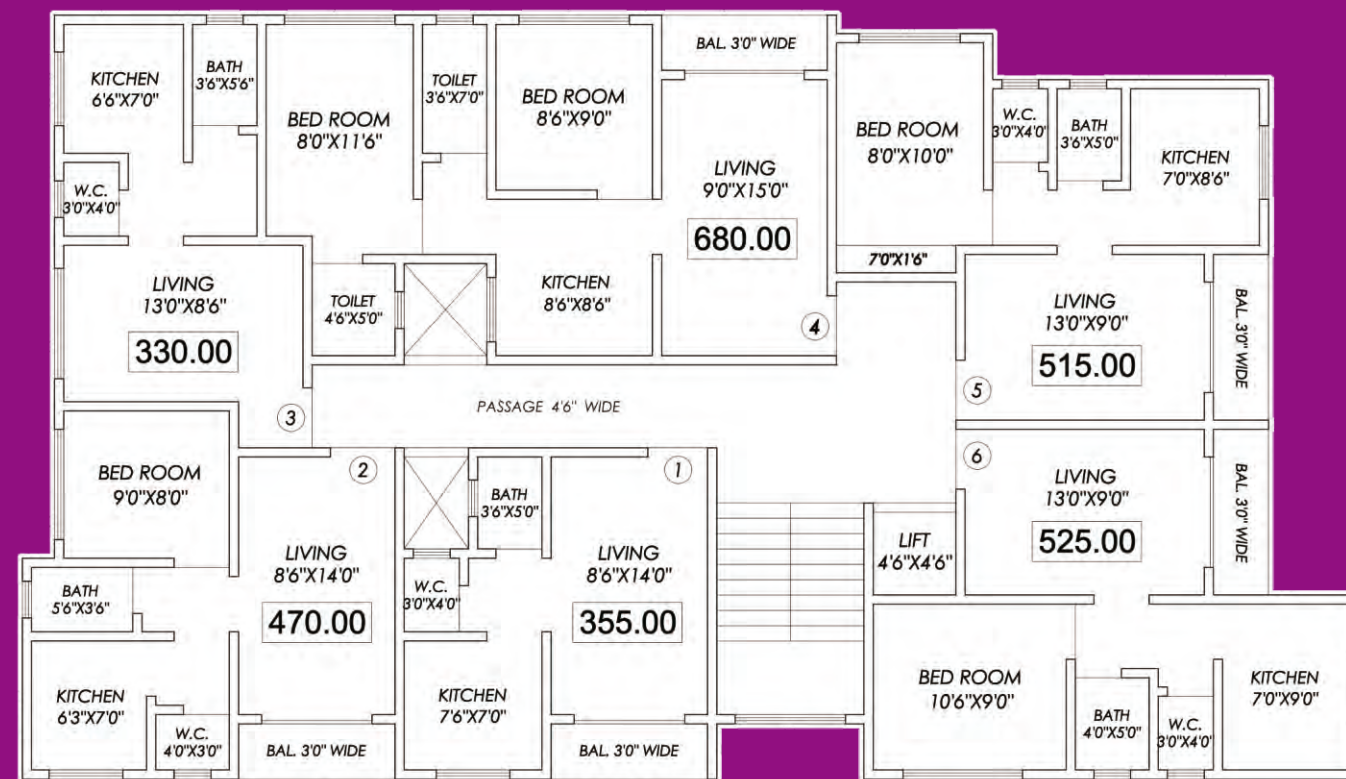 KITCHEN
6'6"X7'0"
BATH
3'6"X5'6"
BED ROOM
8'0"X11'6"
TOILET
3'6"X7'0"
BED ROOM
8'6"X9'0"
BAL. 3'0" WIDE
LIVING
9'0"X15'0"
680.00
4
BED ROOM
8'0"X10'0"
7'0"X1'6"
W.C.
3'0"X4'0"
BATH
3'6"X5'0"
KITCHEN
7'0"X8'6"
W.C.
3'0"X4'0"
LIVING
13'0"X8'6"
330.00
3
TOILET
4'6"X5'0"
KITCHEN
8'6"X8'6"
LIVING
13'0"X9'0"
515.00
5
BAL. 3'0" WIDE
PASSAGE 4'6" WIDE
BED ROOM
9'0"X8'0"
2
LIVING
8'6"X14'0"
470.00
BATH
3'6"X5'0"
1
LIVING
8'6"X14'0"
355.00
W.C.
3'0"X4'0"
6
LIVING
13'0"X9'0"
525.00
BAL. 3'0" WIDE
LIFT
4'6"X4'6"
BATH
5'6"X3'6"
KITCHEN
6'3"X7'0"
W.C.
4'0"X3'0"
BAL. 3'0" WIDE
KITCHEN
7'6"X7'0"
BAL. 3'0" WIDE
BED ROOM
10'6"X9'0"
BATH
4'0"X5'0"
W.C.
3'0"X4'0"
KITCHEN
7'0"X9'0"